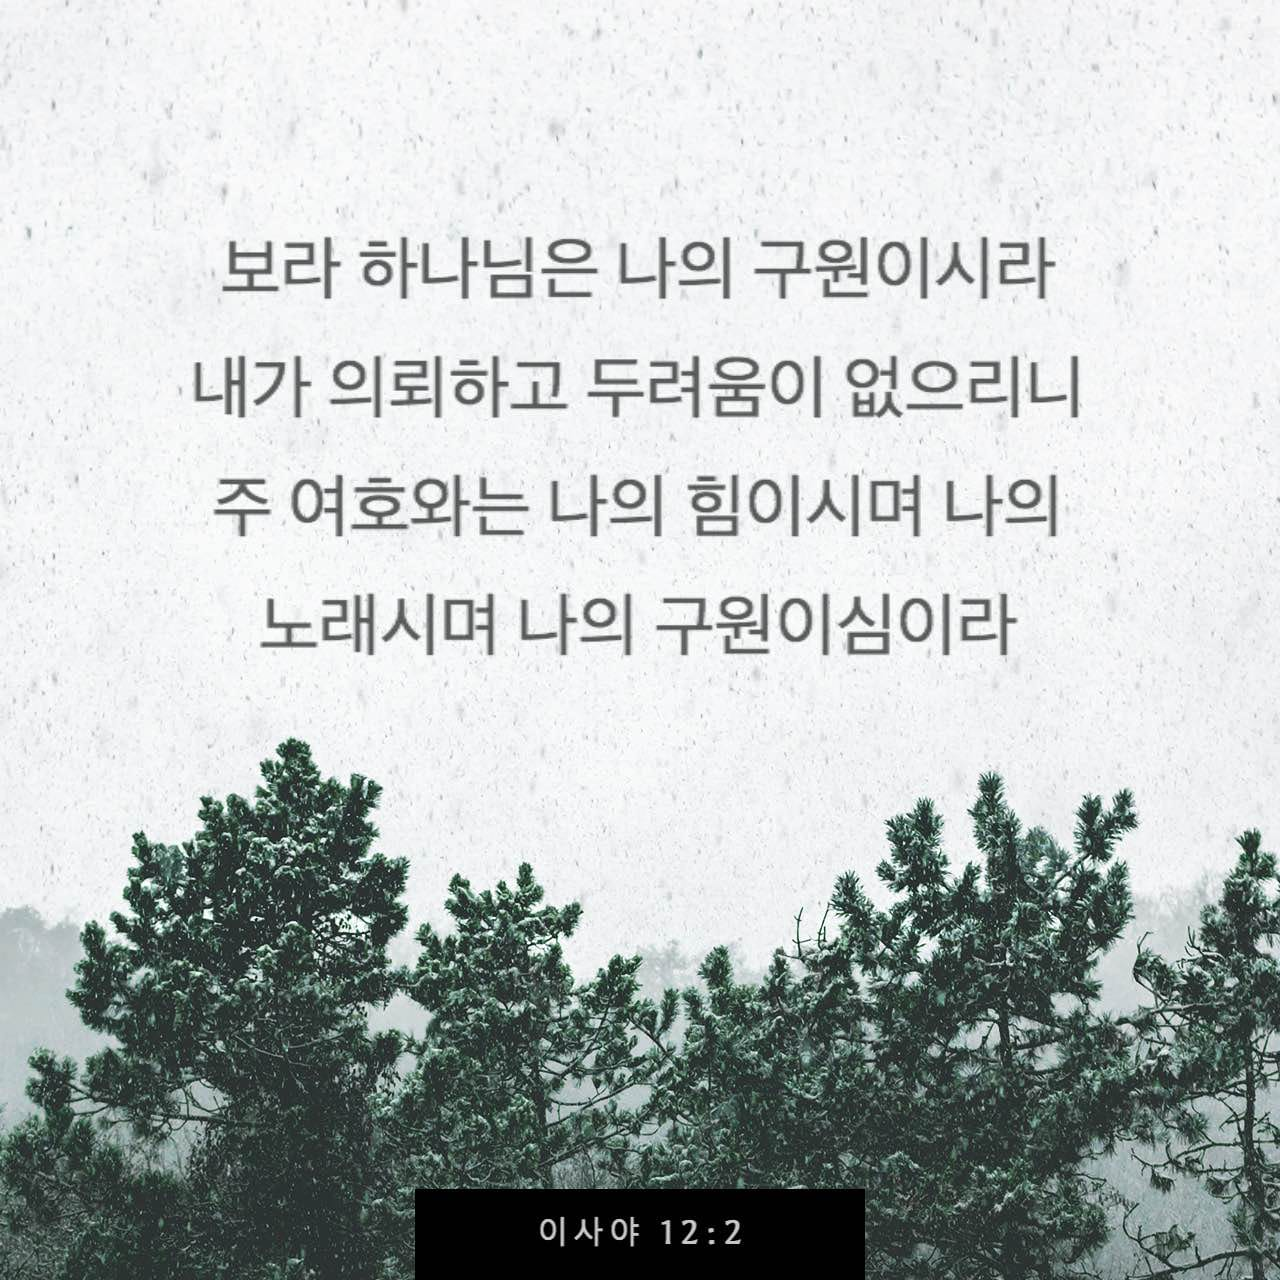 보라 하나님은 나의 구원이시라
내가 의뢰하고 두려움이 없으리니
주 여호와는 나의 힘이시며 나의
노래시며 나의 구원이심이라
이사야 12:2